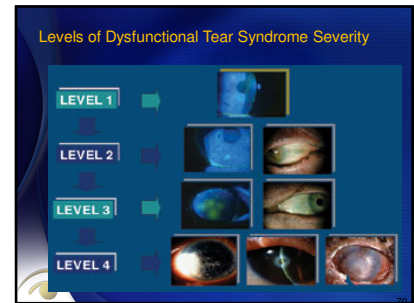 Levels of Dysfunctional Tear Syndrome Severity
LEVEL 1
LEVEL 2
LEVEL 3
LEVEL 4